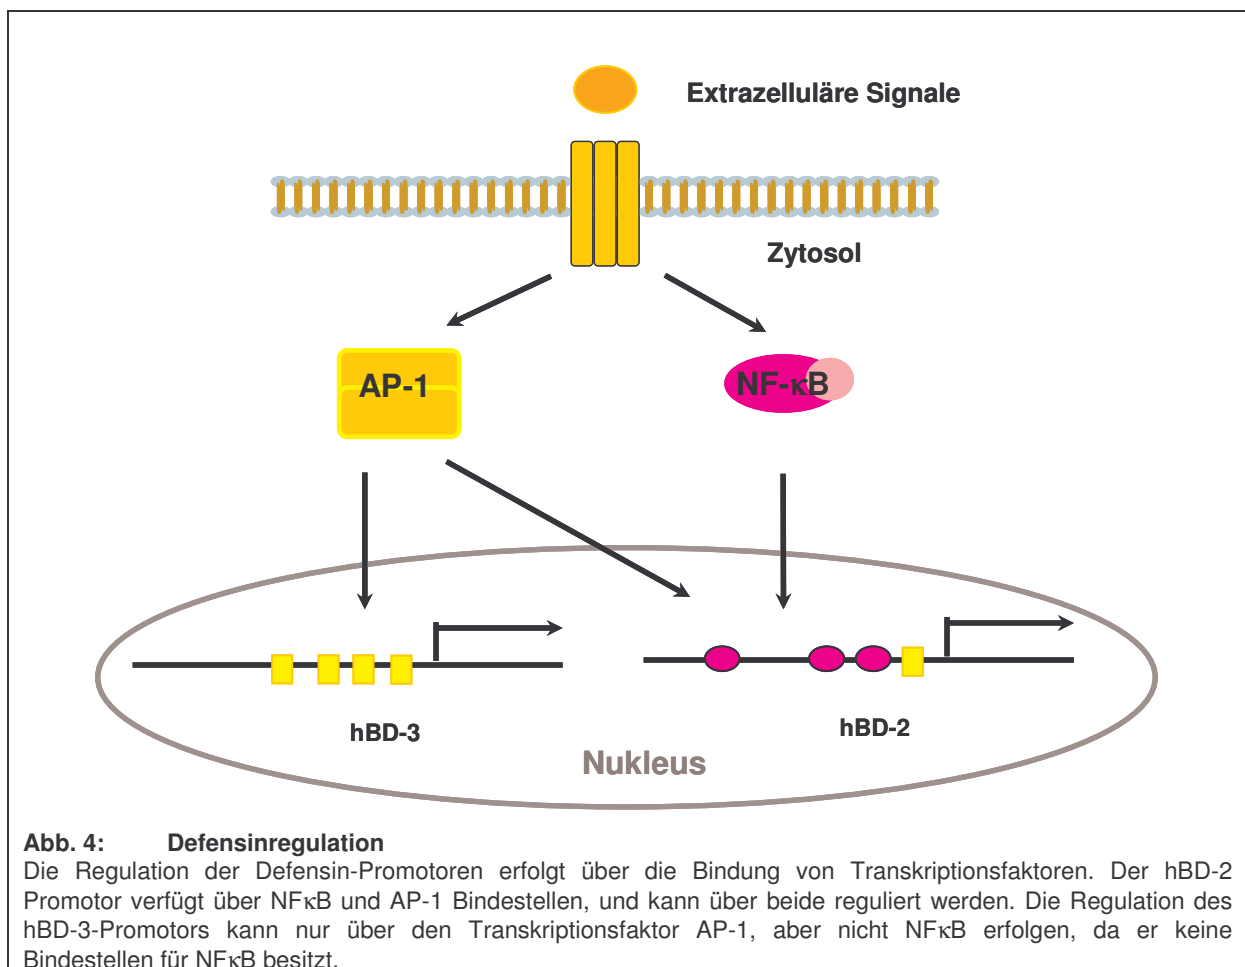 Extrazelluläre Signale
Zytosol
AP-1
NF-κB
hBD-3
hBD-2
Nukleus
Abb. 4: Defensinregulation
Die Regulation der Defensin-Promotoren erfolgt über die Bindung von Transkriptionsfaktoren. Der hBD-2
Promotor verfügt über NFκB und AP-1 Bindestellen, und kann über beide reguliert werden. Die Regulation des
hBD-3-Promotors kann nur über den Transkriptionsfaktor AP-1, aber nicht NFκB erfolgen, da er keine
Bindestellen für NFκB besitzt.